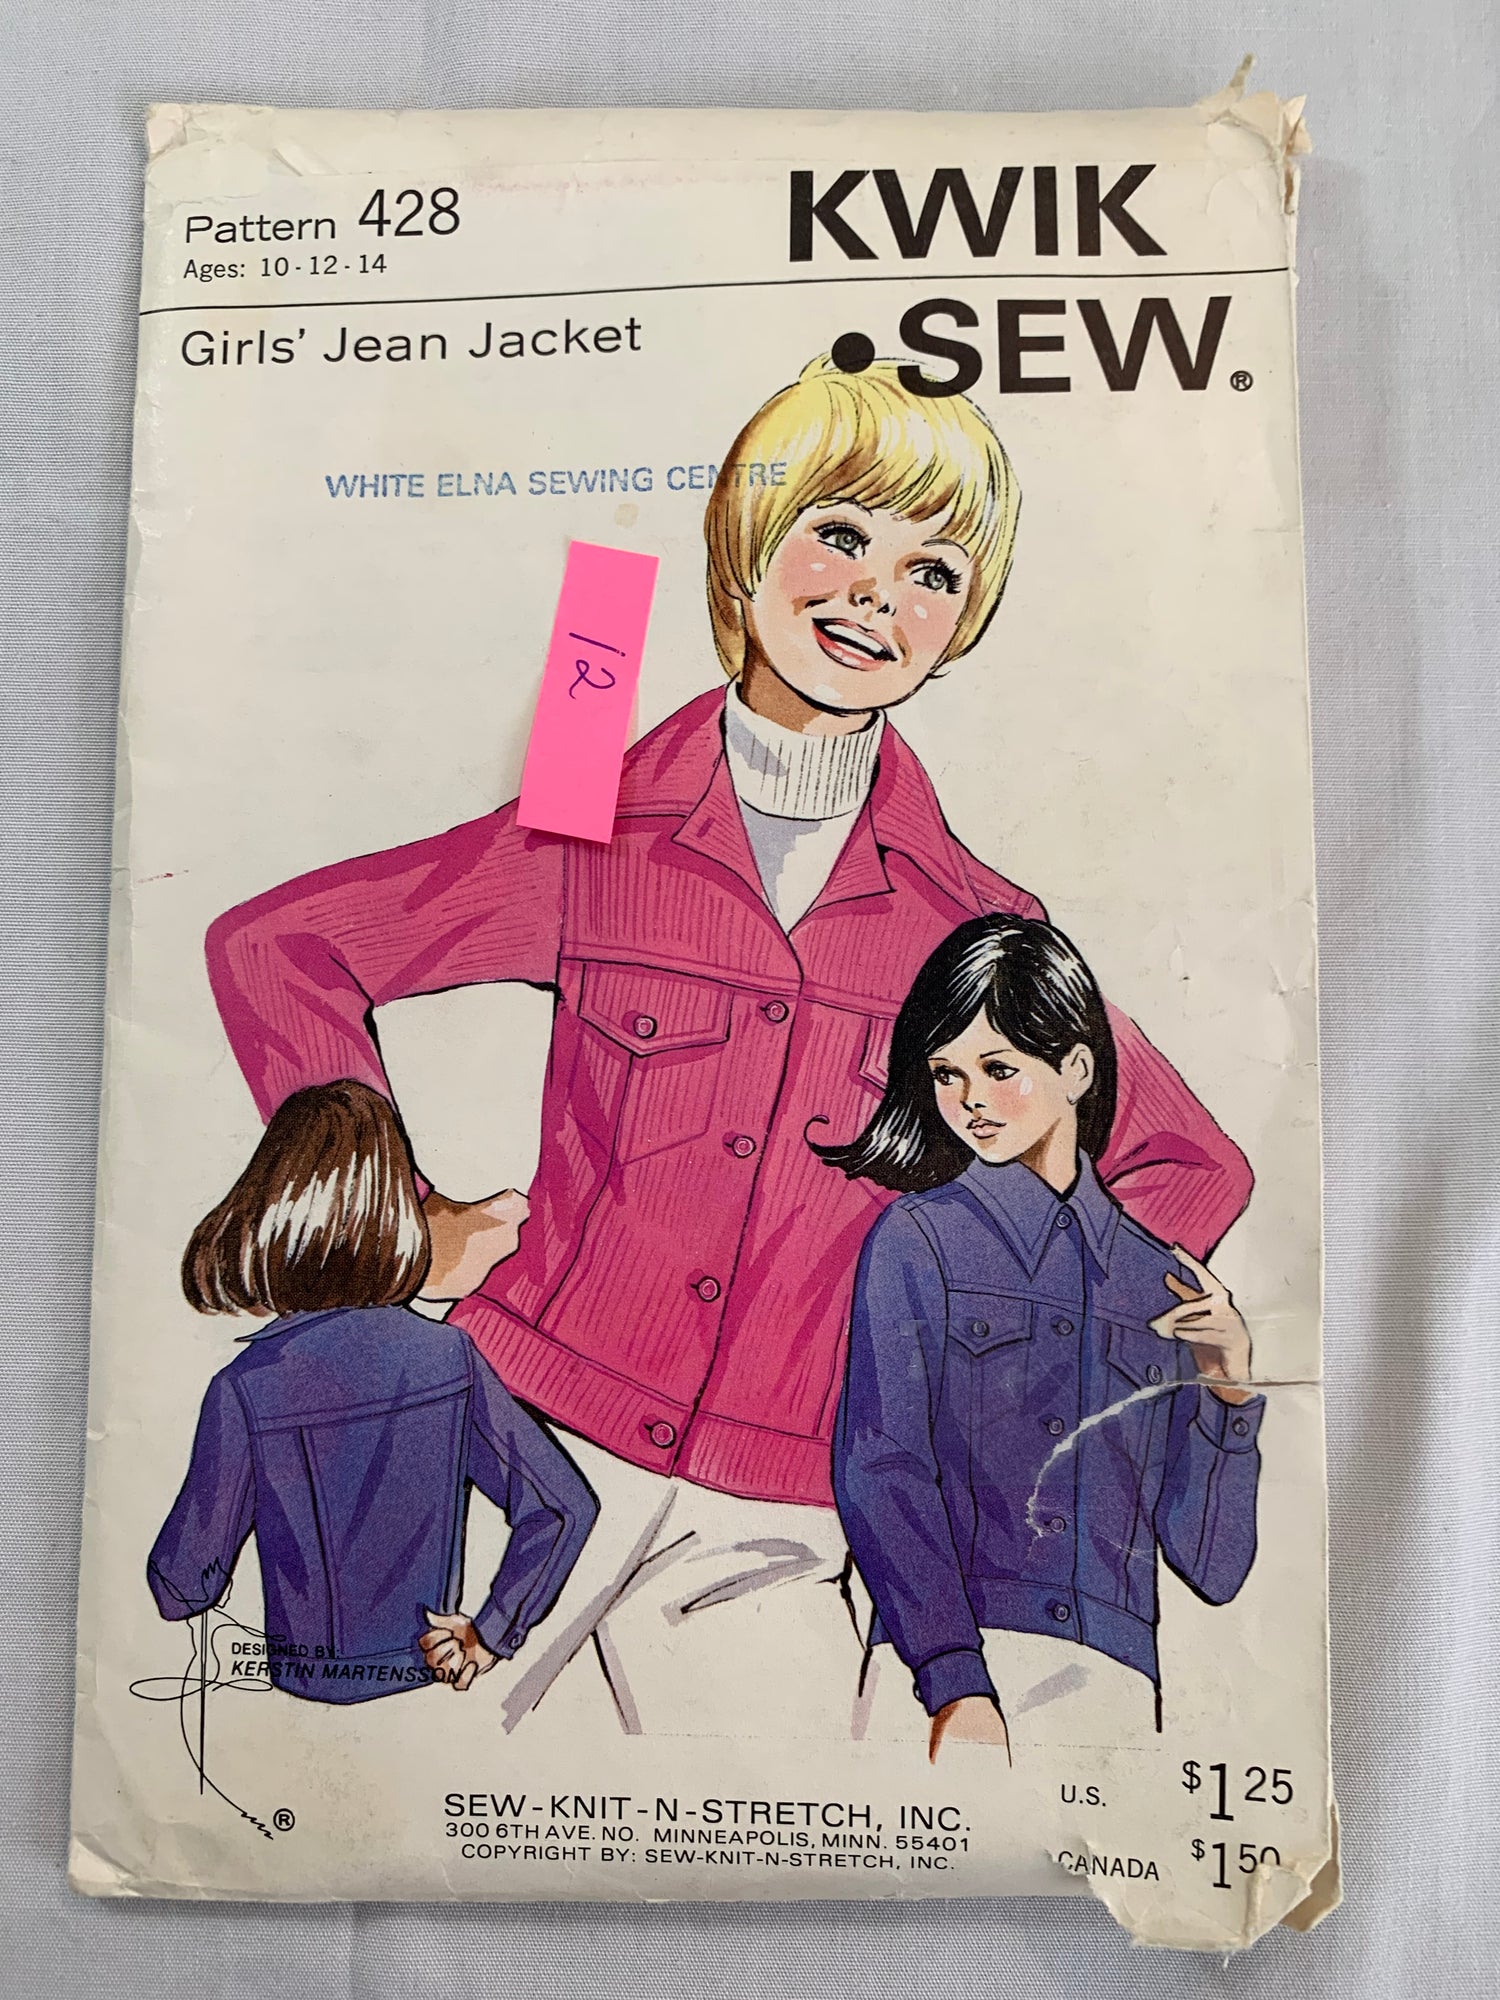 Pattern 428
Ages: 10 - 12 - 14
KWIK
•SEW®
Girls' Jean Jacket
WHITE ELNA SEWING CENTRE
12
DESIGNED BY:
KERSTIN MARTENSSON
®
SEW-KNIT-N-STRETCH, INC.
300 6TH AVE. NO. MINNEAPOLIS, MINN. 55401
COPYRIGHT BY: SEW-KNIT-N-STRETCH, INC.
U.S. $1 25
CANADA $1 50